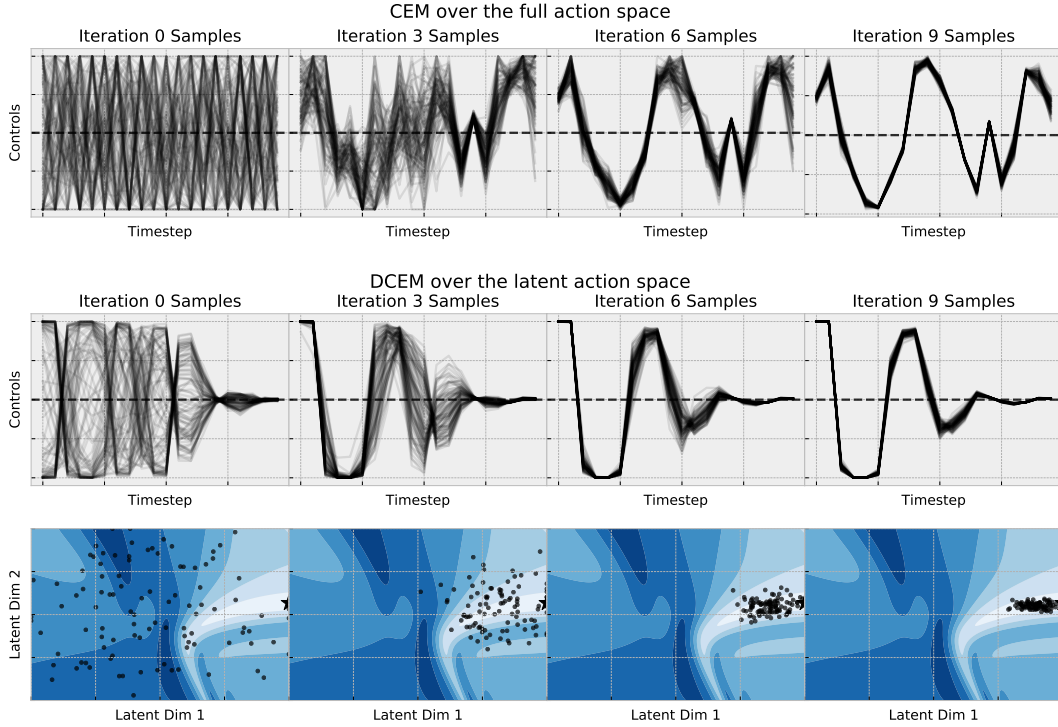 CEM over the full action space
Iteration 0 Samples
Iteration 3 Samples
Iteration 6 Samples
Iteration 9 Samples
Controls
Timestep
Timestep
Timestep
Timestep
DCEM over the latent action space
Iteration 0 Samples
Iteration 3 Samples
Iteration 6 Samples
Iteration 9 Samples
Controls
Timestep
Timestep
Timestep
Timestep
Latent Dim 2
Latent Dim 1
Latent Dim 1
Latent Dim 1
Latent Dim 1